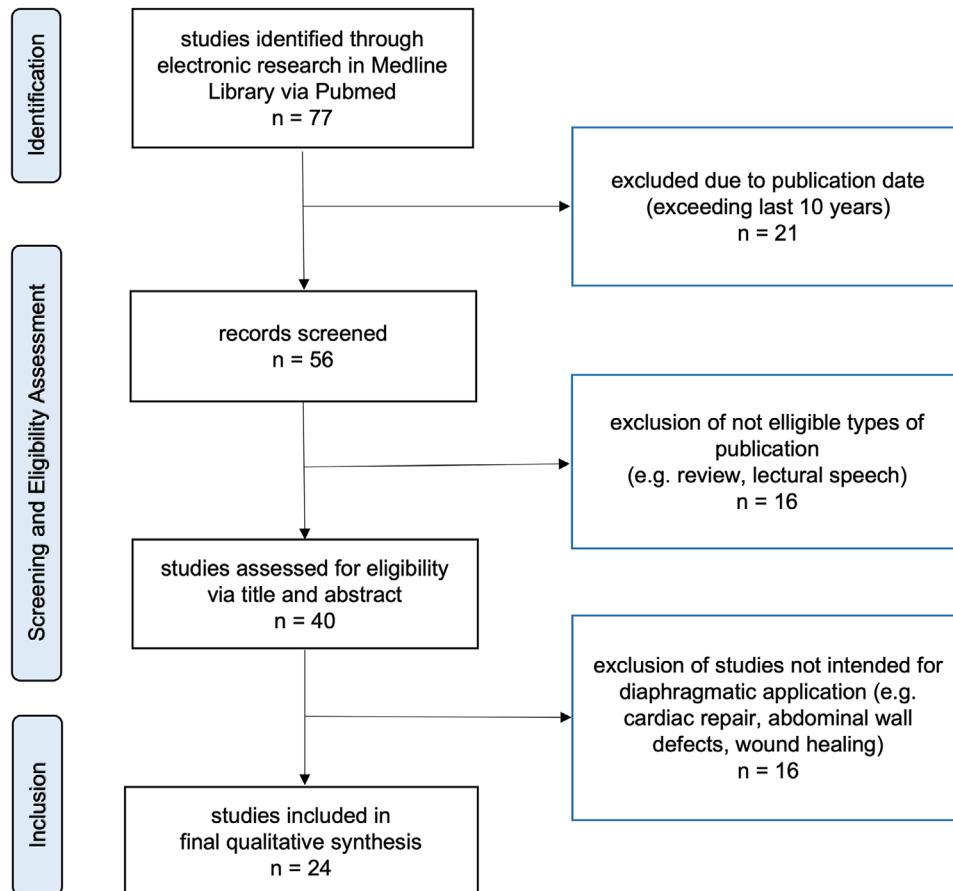 Identification
studies identified through
electronic research in Medline
Library via Pubmed
n = 77
excluded due to publication date
(exceeding last 10 years)
n = 21
Screening and Eligibility Assessment
records screened
n = 56
exclusion of not elligible types of
publication
(e.g. review, lectural speech)
n = 16
studies assessed for eligibility
via title and abstract
n = 40
exclusion of studies not intended for
diaphragmatic application (e.g.
cardiac repair, abdominal wall
defects, wound healing)
n = 16
Inclusion
studies included in
final qualitative synthesis
n = 24